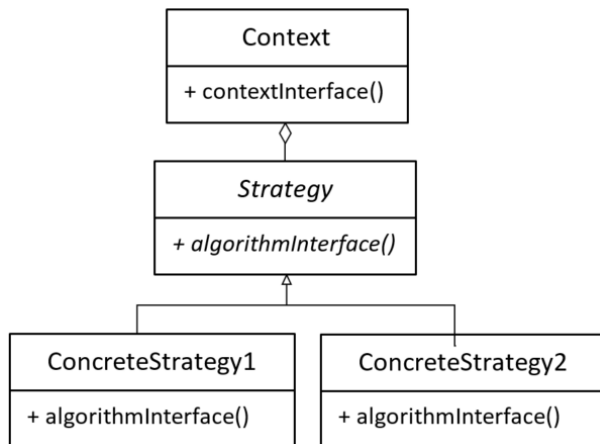 Context
+ contextInterface()
Strategy
+ algorithmInterface()
ConcreteStrategy1
+ algorithmInterface()
ConcreteStrategy2
+ algorithmInterface()